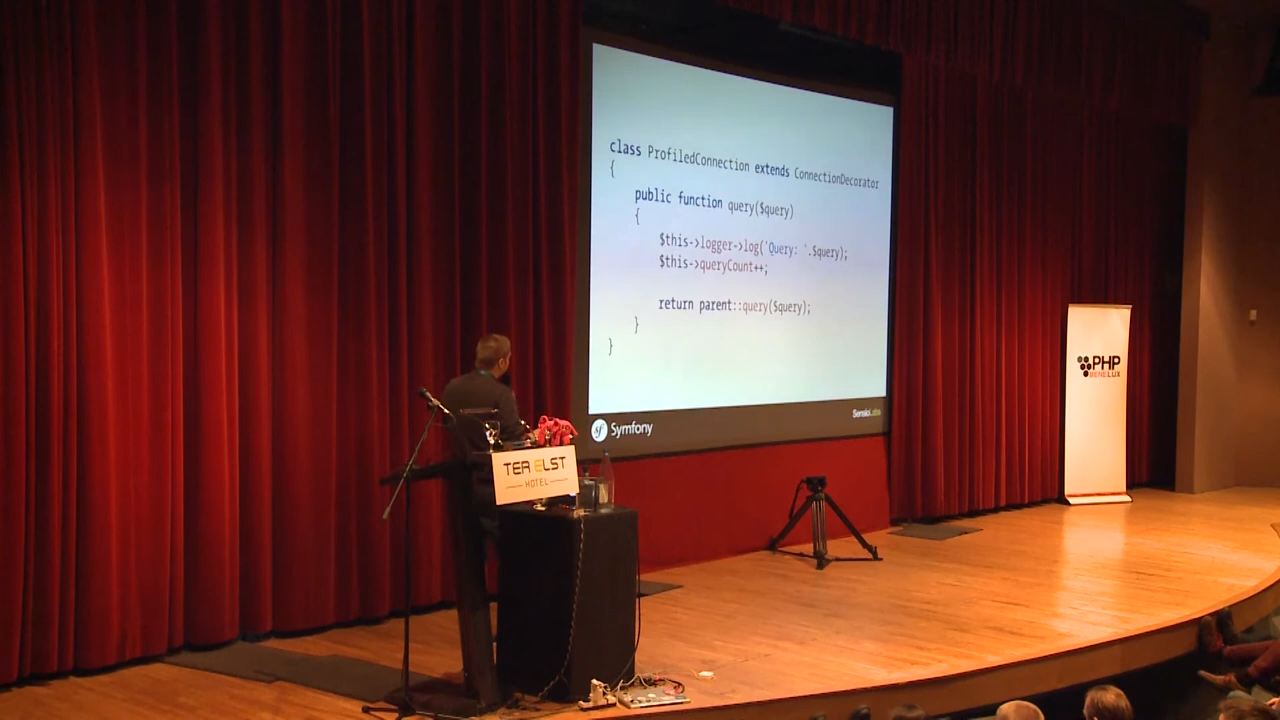 class ProfiledConnection extends ConnectionDecorator
{
public function query($query)
{
$this->logger->log('Query: '.$query);
$this->queryCount++;
return parent::query($query);
}
}
sf Symfony
SensioLabs
TER ELST
HOTEL
PHP
BENELUX